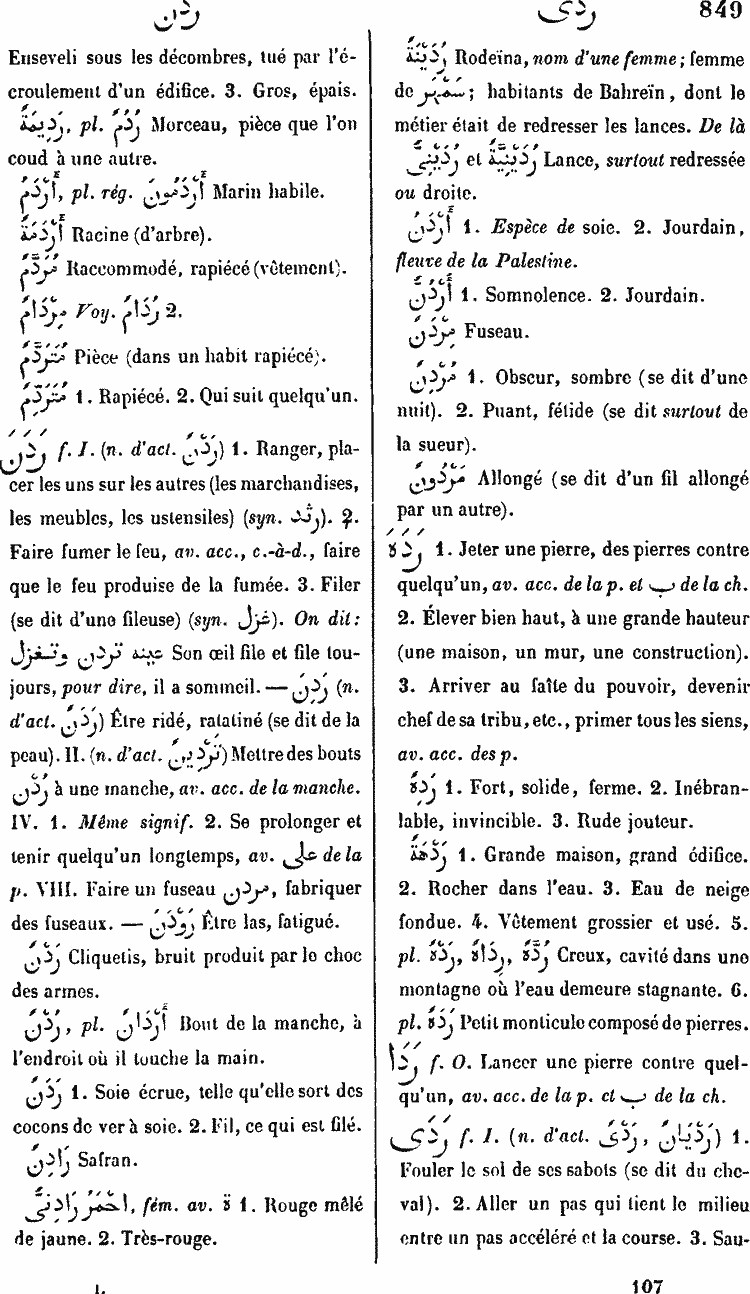 ردن
ردى
849
Enseveli sous les décombres, tué par l'é-
croulement d'un édifice. 3. Gros, épais.
رَدِيمَةٌ, pl. رُدُمٌ Morceau, pièce que l'on
coud à une autre.
أَرْدَمُ, pl. rég. أَرْدَمُونَ Marin habile.
أَرْدَمَةٌ Racine (d'arbre).
مُرَدَّمٌ Raccommodé, rapiécé (vêtement).
مِرْدَامٌ Voy. رُدَامٌ 2.
مُتَرَدَّمٌ Pièce (dans un habit rapiécé).
مُتَرَدِّمٌ 1. Rapiécé. 2. Qui suit quelqu'un.
رَدَنَ f. I. (n. d'act. رَدْنٌ) 1. Ranger, pla-
cer les uns sur les autres (les marchandises,
les meubles, les ustensiles) (syn. رثد). 2.
Faire fumer le feu, av. acc., c.-à-d., faire
que le feu produise de la fumée. 3. Filer
(se dit d'une fileuse) (syn. غزل). On dit:
عينه تردن وتغزل Son œil file et file tou-
jours, pour dire, il a sommeil. — رَدِنَ (n.
d'act. رَدَنٌ) Être ridé, ratatiné (se dit de la
peau). II. (n. d'act. تَرْدِينٌ) Mettre des bouts
رُدْنٌ à une manche, av. acc. de la manche.
IV. 1. Même signif. 2. Se prolonger et
tenir quelqu'un longtemps, av. على de la
p. VIII. Faire un fuseau مردن, fabriquer
des fuseaux. — رَوْدَنَ Être las, fatigué.
رَدْنٌ Cliquetis, bruit produit par le choc
des armes.
رُدْنٌ, pl. أَرْدَانٌ Bout de la manche, à
l'endroit où il touche la main.
رَدَنٌ 1. Soie écrue, telle qu'elle sort des
cocons de ver à soie. 2. Fil, ce qui est filé.
رَادِنٌ Safran.
احْمَرُ رَادِنِىٌّ, fém. av. ة 1. Rouge mêlé
de jaune. 2. Très-rouge.
I.
رُدَيْنَةُ Rodeïna, nom d'une femme; femme
de سَمْهَر; habitants de Bahreïn, dont le
métier était de redresser les lances. De là
رُدَيْنِىٌّ et رُدَيْنِيَّةٌ Lance, surtout redressée
ou droite.
أَرْدَنٌ 1. Espèce de soie. 2. Jourdain,
fleuve de la Palestine.
أُرْدُنٌّ 1. Somnolence. 2. Jourdain.
مِرْدَنٌ Fuseau.
مُرْدِنٌ 1. Obscur, sombre (se dit d'une
nuit). 2. Puant, fétide (se dit surtout de
la sueur).
مَرْدُونٌ Allongé (se dit d'un fil allongé
par un autre).
رَدَهَ 1. Jeter une pierre, des pierres contre
quelqu'un, av. acc. de la p. et ب de la ch.
2. Élever bien haut, à une grande hauteur
(une maison, un mur, une construction).
3. Arriver au faîte du pouvoir, devenir
chef de sa tribu, etc., primer tous les siens,
av. acc. des p.
رِدْهٌ 1. Fort, solide, ferme. 2. Inébran-
lable, invincible. 3. Rude jouteur.
رَدْهَةٌ 1. Grande maison, grand édifice.
2. Rocher dans l'eau. 3. Eau de neige
fondue. 4. Vêtement grossier et usé. 5.
pl. رَدْهٌ, رِدَاهٌ, رُدَّهٌ Creux, cavité dans une
montagne où l'eau demeure stagnante. 6.
pl. رَدَهٌ Petit monticule composé de pierres.
رَدَا f. O. Lancer une pierre contre quel-
qu'un, av. acc. de la p. et ب de la ch.
رَدَى f. I. (n. d'act. رَدْىٌ, رَدَيَانٌ) 1.
Fouler le sol de ses sabots (se dit du che-
val). 2. Aller un pas qui tient le milieu
entre un pas accéléré et la course. 3. Sau-
107